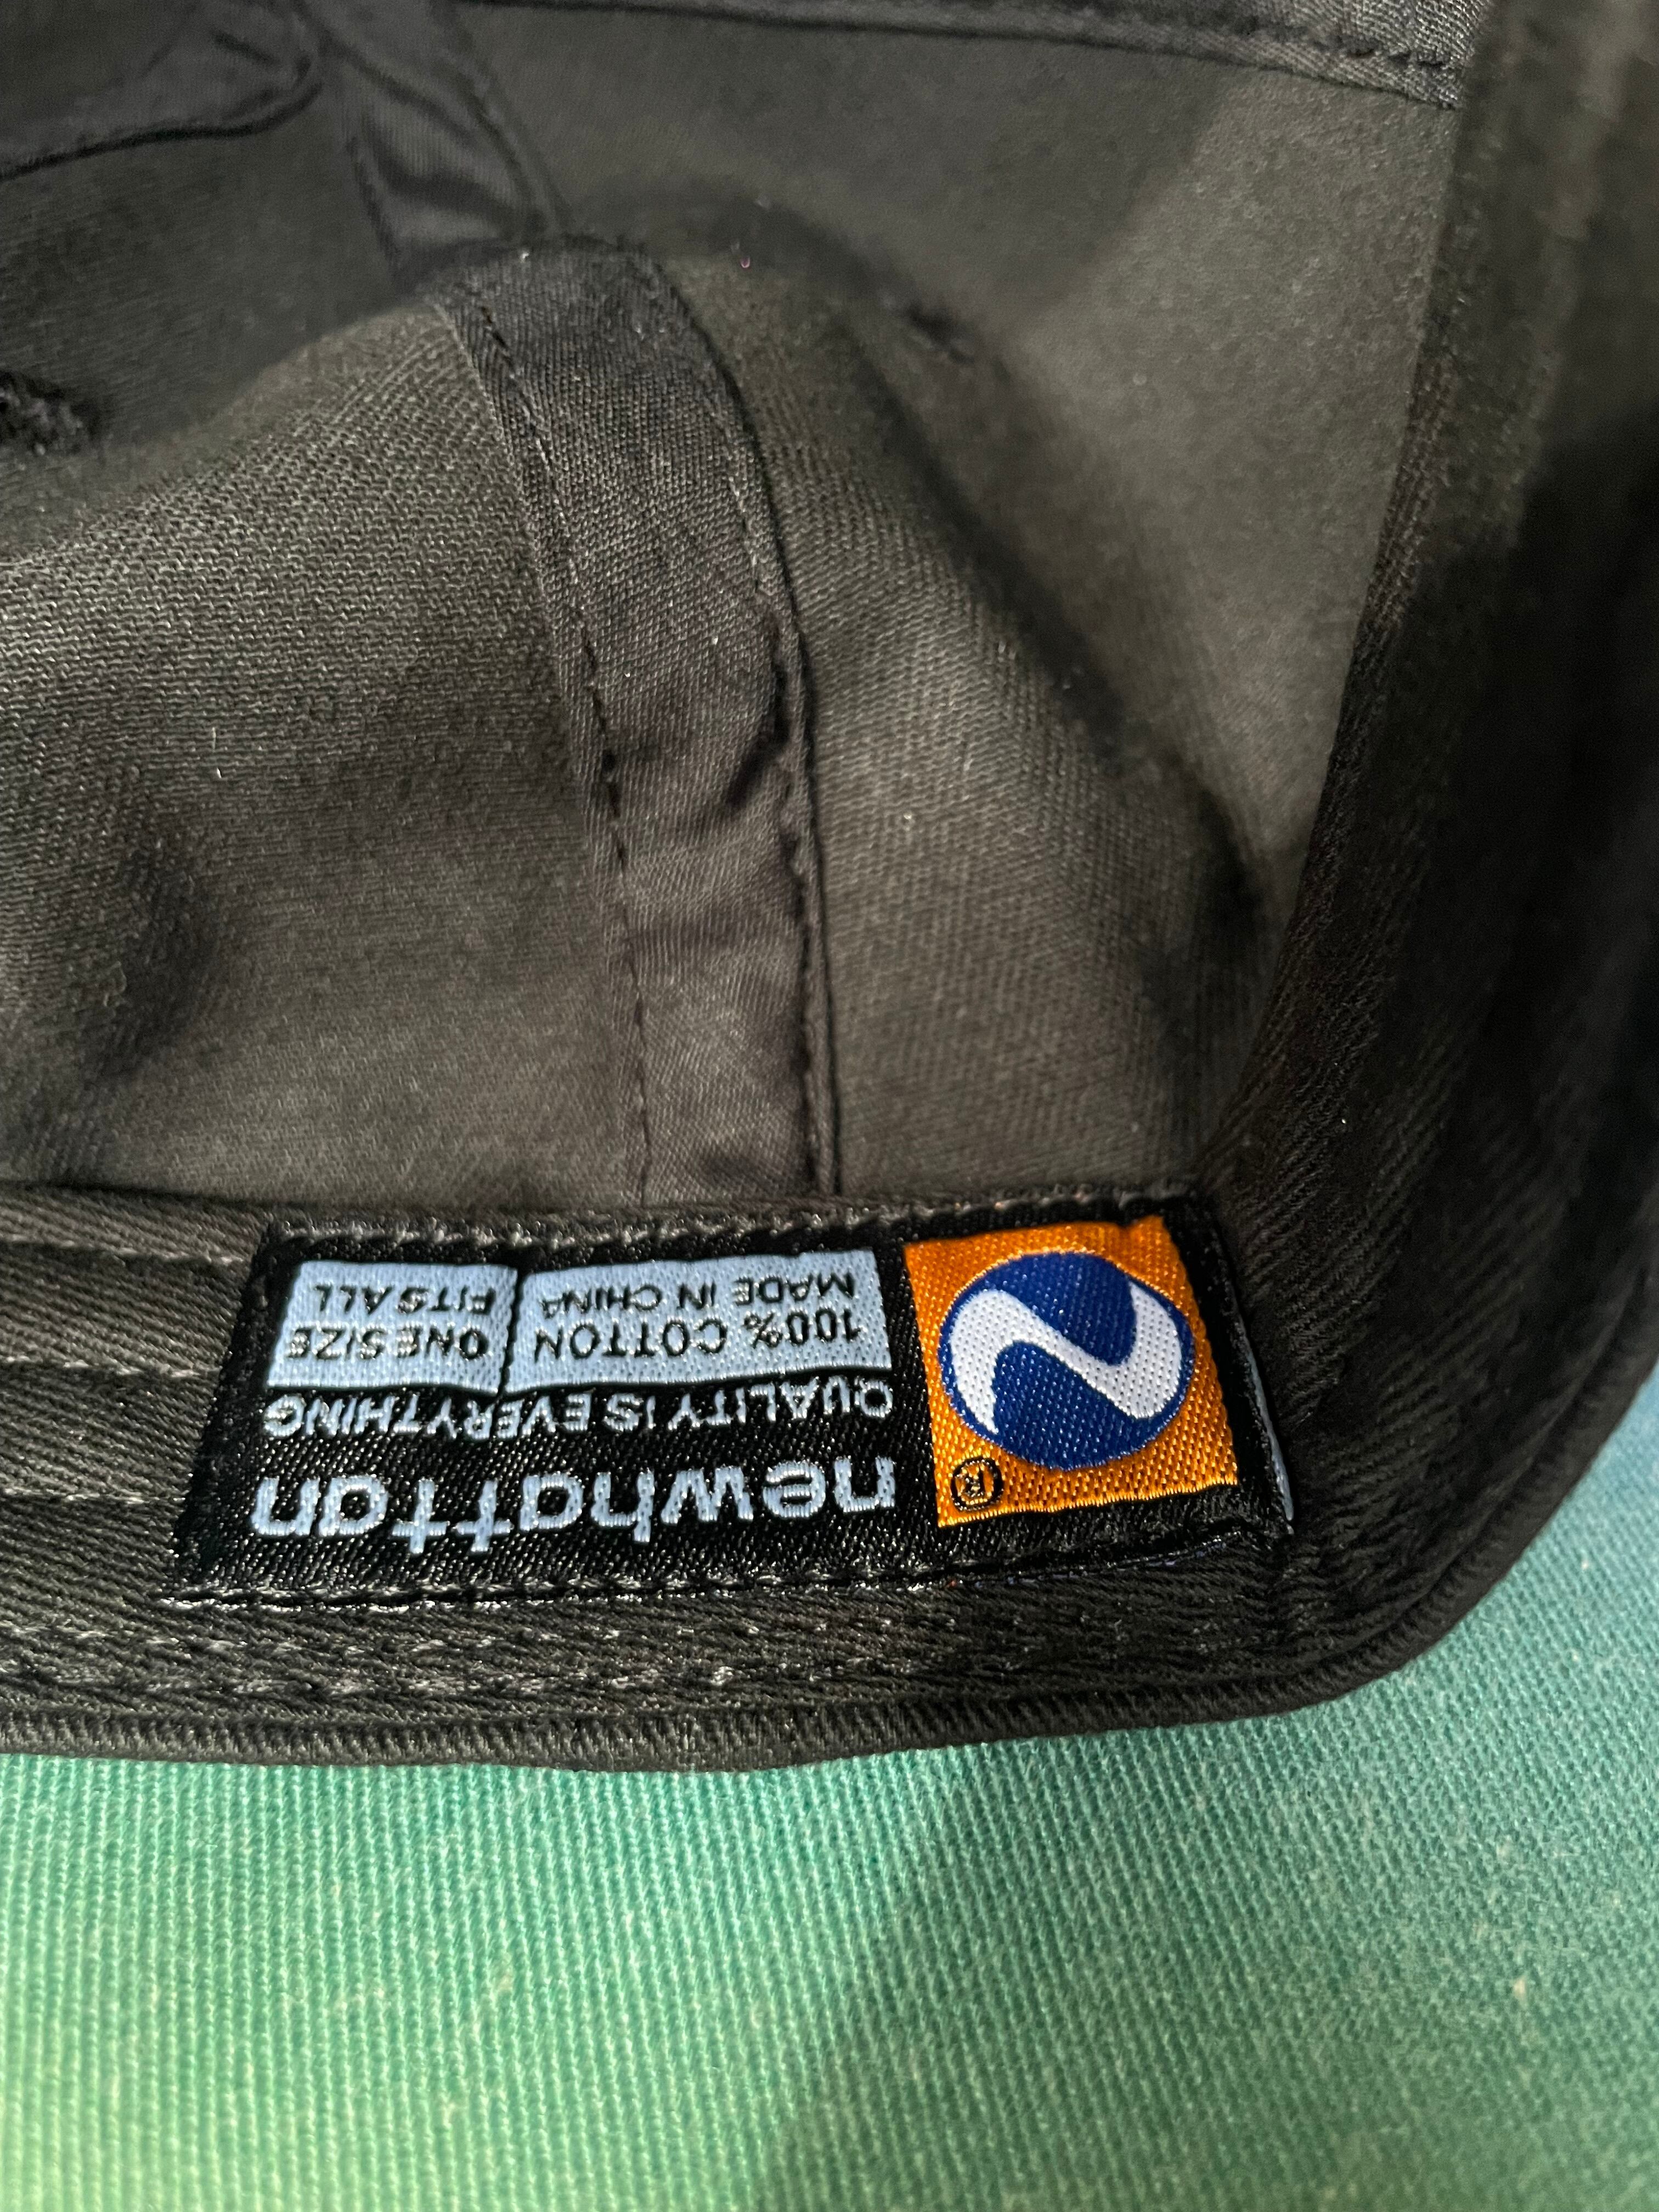 newhattan
QUALITY IS EVERYTHING
100% COTTON
MADE IN CHINA
ONE SIZE
FITS ALL
®